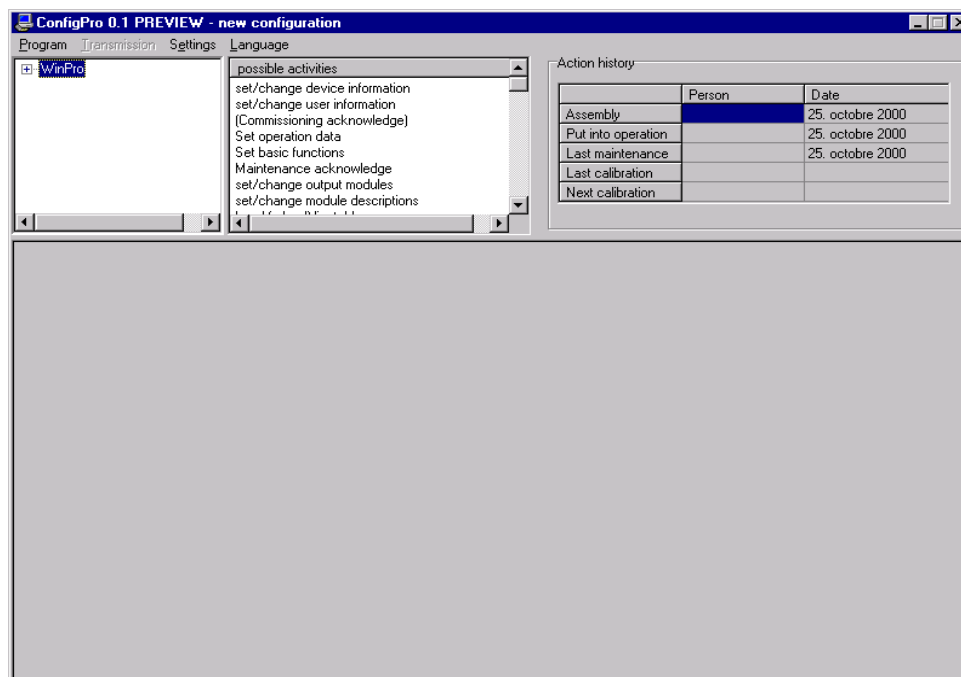 ConfigPro 0.1 PREVIEW - new configuration
Program Transmission Settings Language
WinPro
possible activities
set/change device information
set/change user information
(Commissioning acknowledge)
Set operation data
Set basic functions
Maintenance acknowledge
set/change output modules
set/change module descriptions
Action history
Person Date
Assembly 25. octobre 2000
Put into operation 25. octobre 2000
Last maintenance 25. octobre 2000
Last calibration
Next calibration